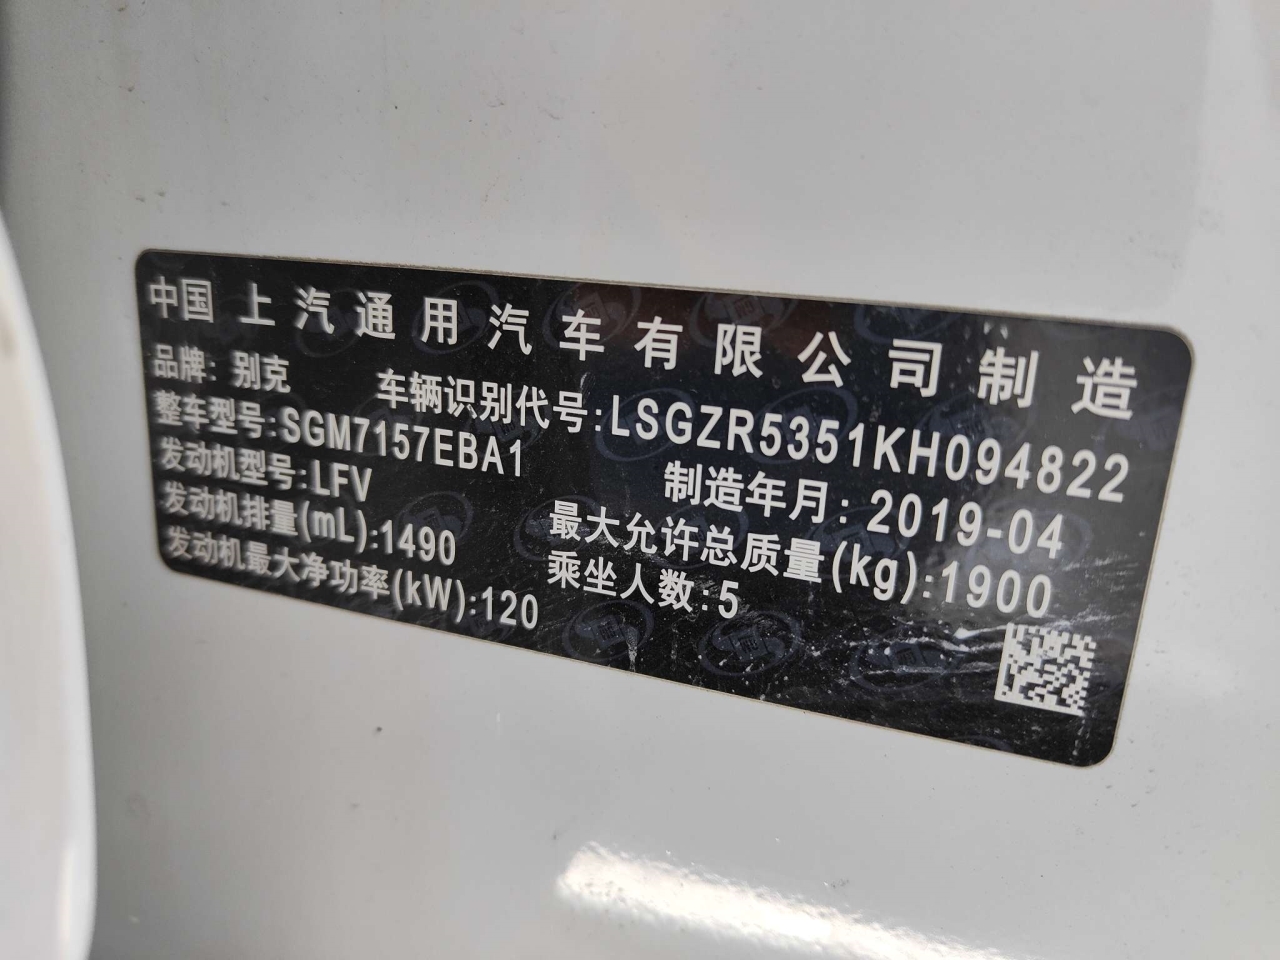 中国 上汽通用汽车有限公司制造
品牌: 别克
车辆识别代号:LSGZR5351KH094822
整车型号:SGM7157EBA1
制造年月: 2019-04
发动机型号:LFV
最大允许总质量(kg):1900
发动机排量(mL):1490
乘坐人数:5
发动机最大净功率(kW):120